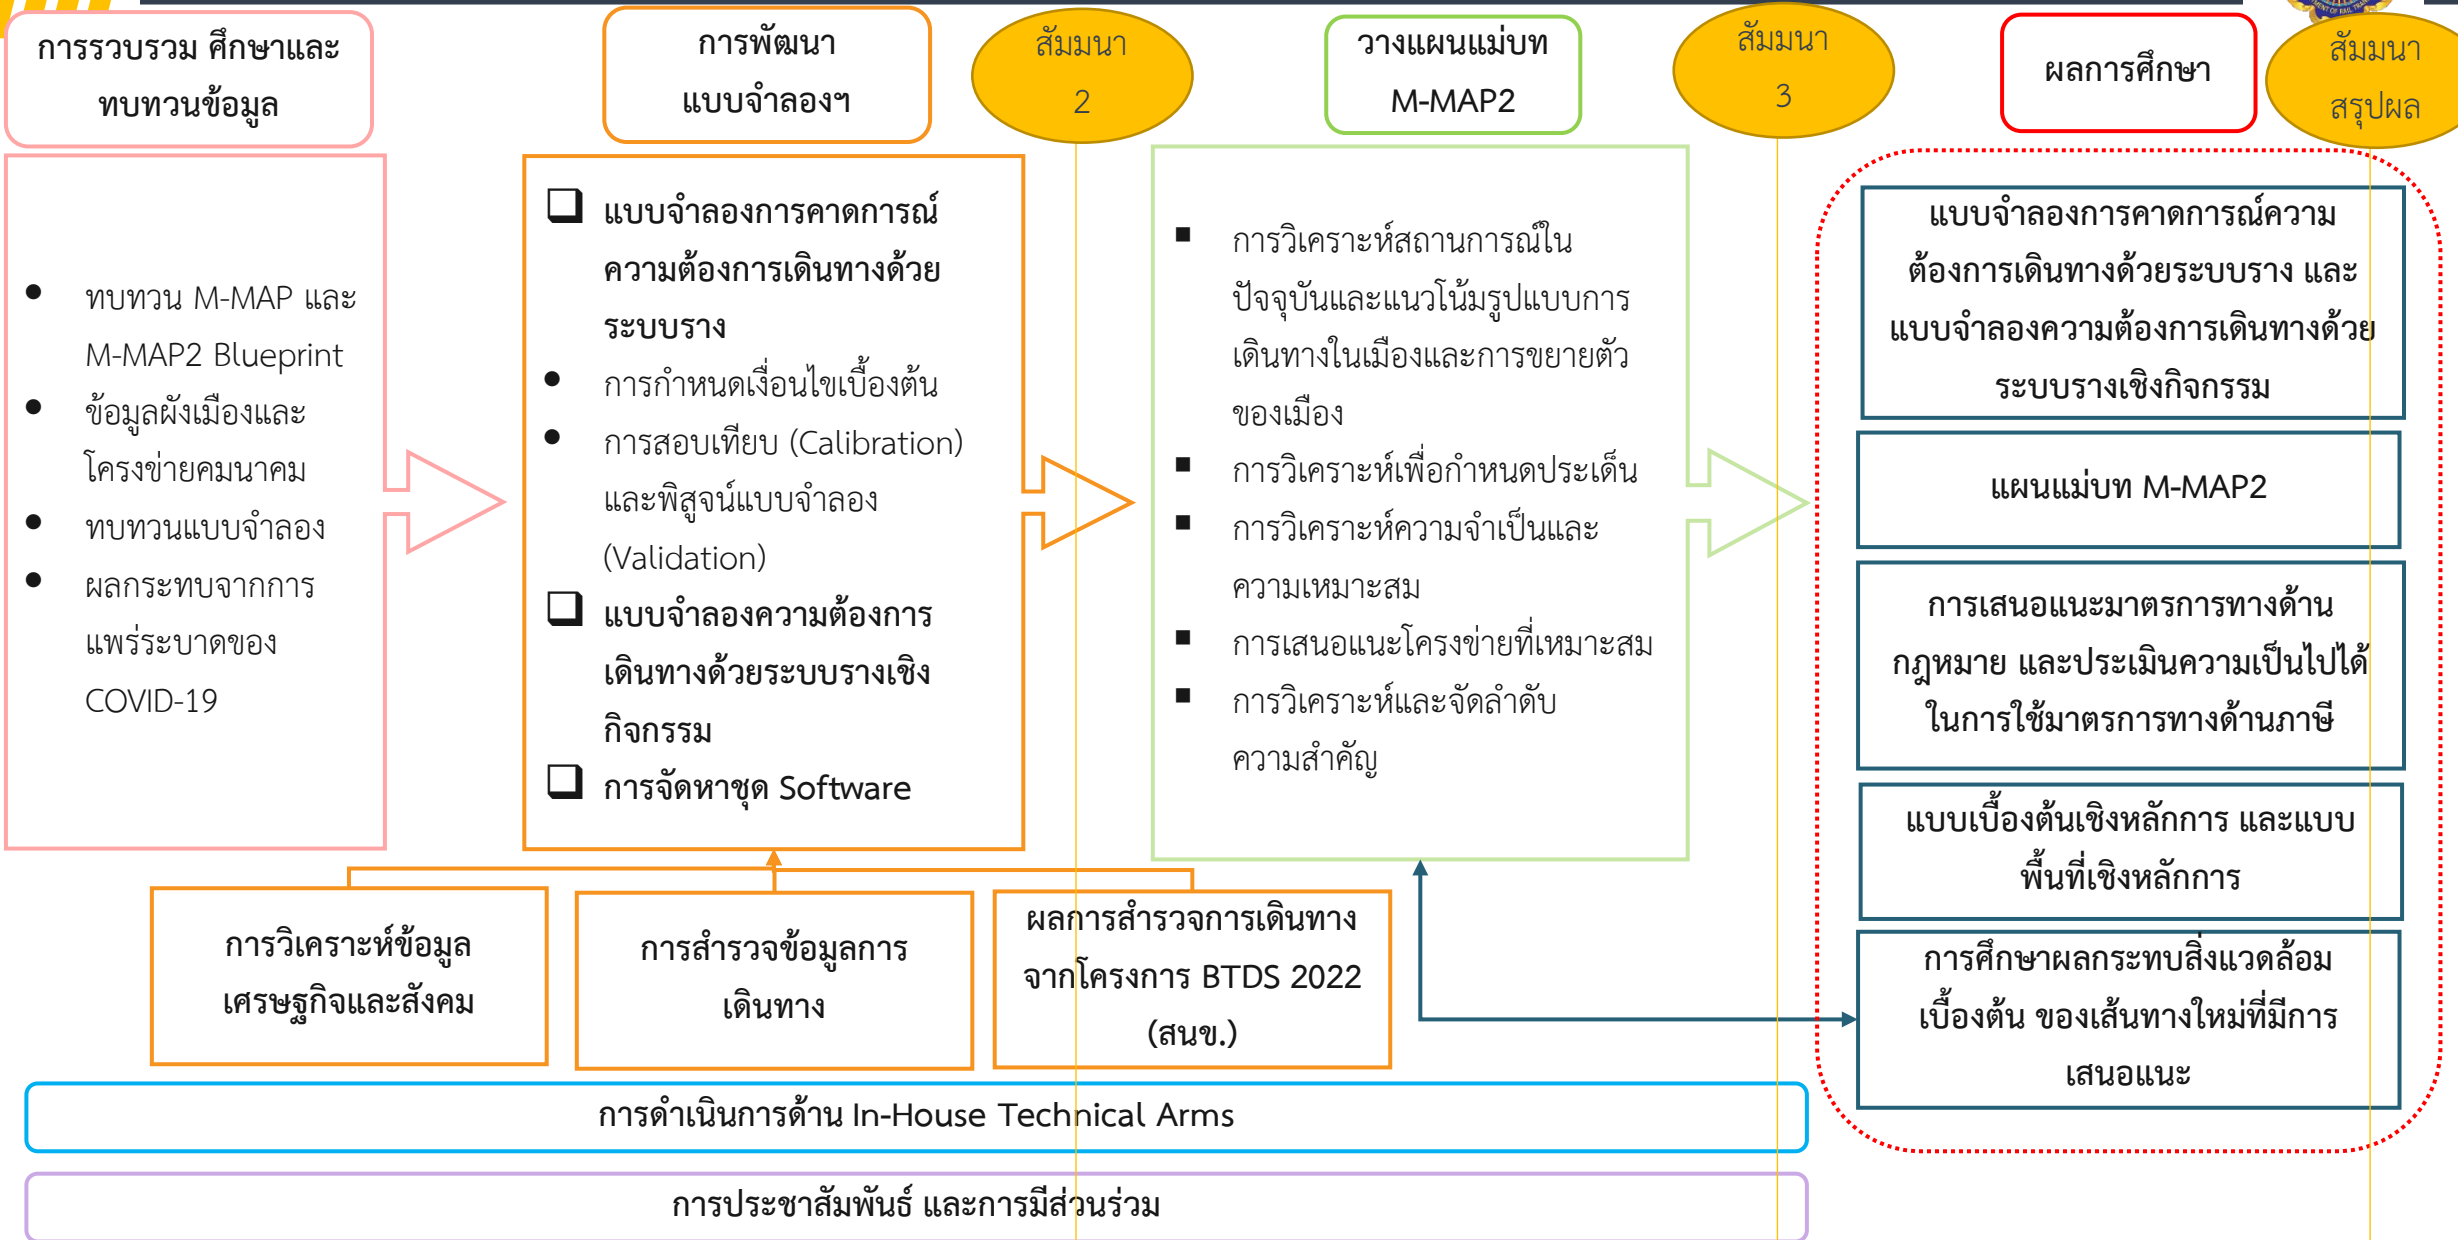 DEPARTMENT OF RAIL TRAN
การรวบรวม ศึกษาและ
ทบทวนข้อมูล
การพัฒนา
แบบจำลองฯ
สัมมนา
2
วางแผนแม่บท
M-MAP2
สัมมนา
3
ผลการศึกษา
สัมมนา
สรุปผล
ทบทวน M-MAP และ
M-MAP2 Blueprint
ข้อมูลผังเมืองและ
โครงข่ายคมนาคม
ทบทวนแบบจำลอง
ผลกระทบจากการ
แพร่ระบาดของ
COVID-19
แบบจำลองการคาดการณ์
ความต้องการเดินทางด้วย
ระบบราง
การกำหนดเงื่อนไขเบื้องต้น
การสอบเทียบ (Calibration)
และพิสูจน์แบบจำลอง
(Validation)
แบบจำลองความต้องการ
เดินทางด้วยระบบรางเชิง
กิจกรรม
การจัดหาชุด Software
การวิเคราะห์สถานการณ์ใน
ปัจจุบันและแนวโน้มรูปแบบการ
เดินทางในเมืองและการขยายตัว
ของเมือง
การวิเคราะห์เพื่อกำหนดประเด็น
การวิเคราะห์ความจำเป็นและ
ความเหมาะสม
การเสนอแนะโครงข่ายที่เหมาะสม
การวิเคราะห์และจัดลำดับ
ความสำคัญ
แบบจำลองการคาดการณ์ความ
ต้องการเดินทางด้วยระบบราง และ
แบบจำลองความต้องการเดินทางด้วย
ระบบรางเชิงกิจกรรม
แผนแม่บท M-MAP2
การเสนอแนะมาตรการทางด้าน
กฎหมาย และประเมินความเป็นไปได้
ในการใช้มาตรการทางด้านภาษี
แบบเบื้องต้นเชิงหลักการ และแบบ
พื้นที่เชิงหลักการ
การศึกษาผลกระทบสิ่งแวดล้อม
เบื้องต้น ของเส้นทางใหม่ที่มีการ
เสนอแนะ
การวิเคราะห์ข้อมูล
เศรษฐกิจและสังคม
การสำรวจข้อมูลการ
เดินทาง
ผลการสำรวจการเดินทาง
จากโครงการ BTDS 2022
(สนข.)
การดำเนินการด้าน In-House Technical Arms
การประชาสัมพันธ์ และการมีส่วนร่วม